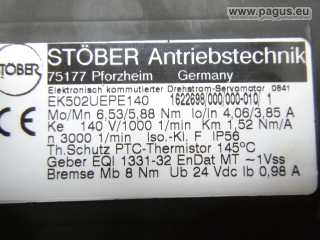 www.pagus.eu
STÖBER Antriebstechnik
75177 Pforzheim Germany
STÖBER
Elektronisch kommutierter Drehstrom-Servomotor 0841
EK502UEPE140 1622698/000/000-010/ 1
CE
Mo/Mn 6,53/5,88 Nm Io/In 4,06/3,85 A
Ke 140 V/1000 1/min Km 1,52 Nm/A
n 3000 1/min Iso.-Kl. F IP56
Th.Schutz PTC-Thermistor 145°C
Geber EQI 1331-32 EnDat MT ~1Vss
Bremse Mb 8 Nm Ub 24 Vdc Ib 0,98 A